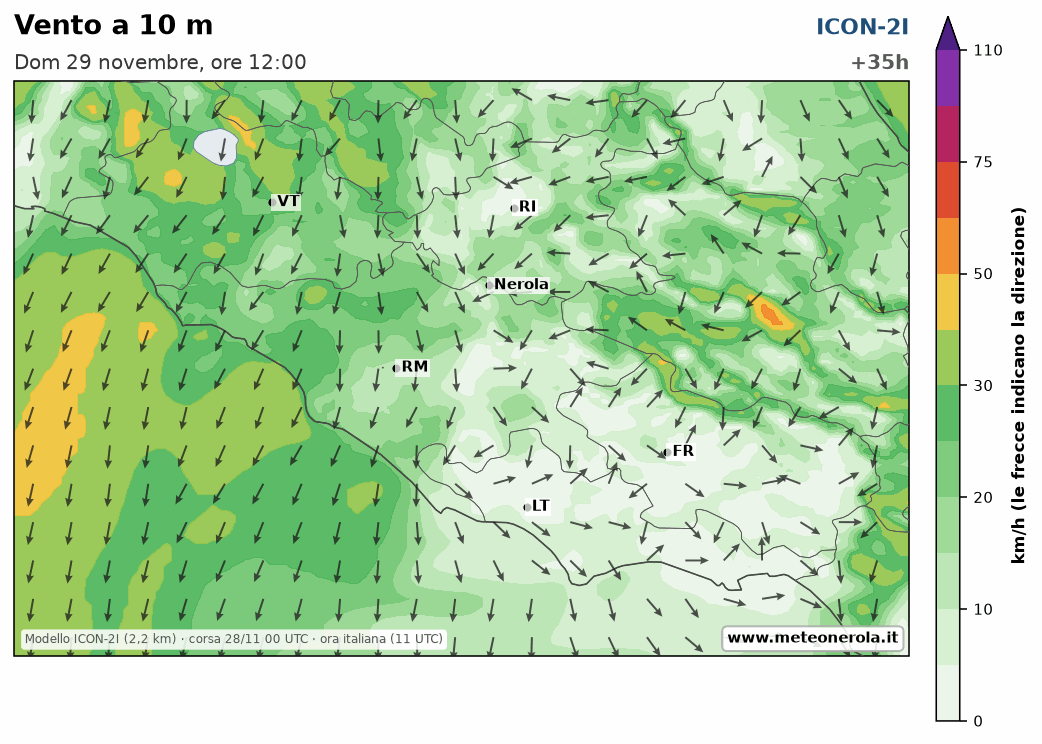 Vento a 10 m
ICON-2I
Dom 29 novembre, ore 12:00
+35h
110
75
50
30
20
10
0
km/h (le frecce indicano la direzione)
VT
RI
Nerola
RM
FR
LT
Modello ICON-2I (2,2 km) · corsa 28/11 00 UTC · ora italiana (11 UTC)
www.meteonerola.it